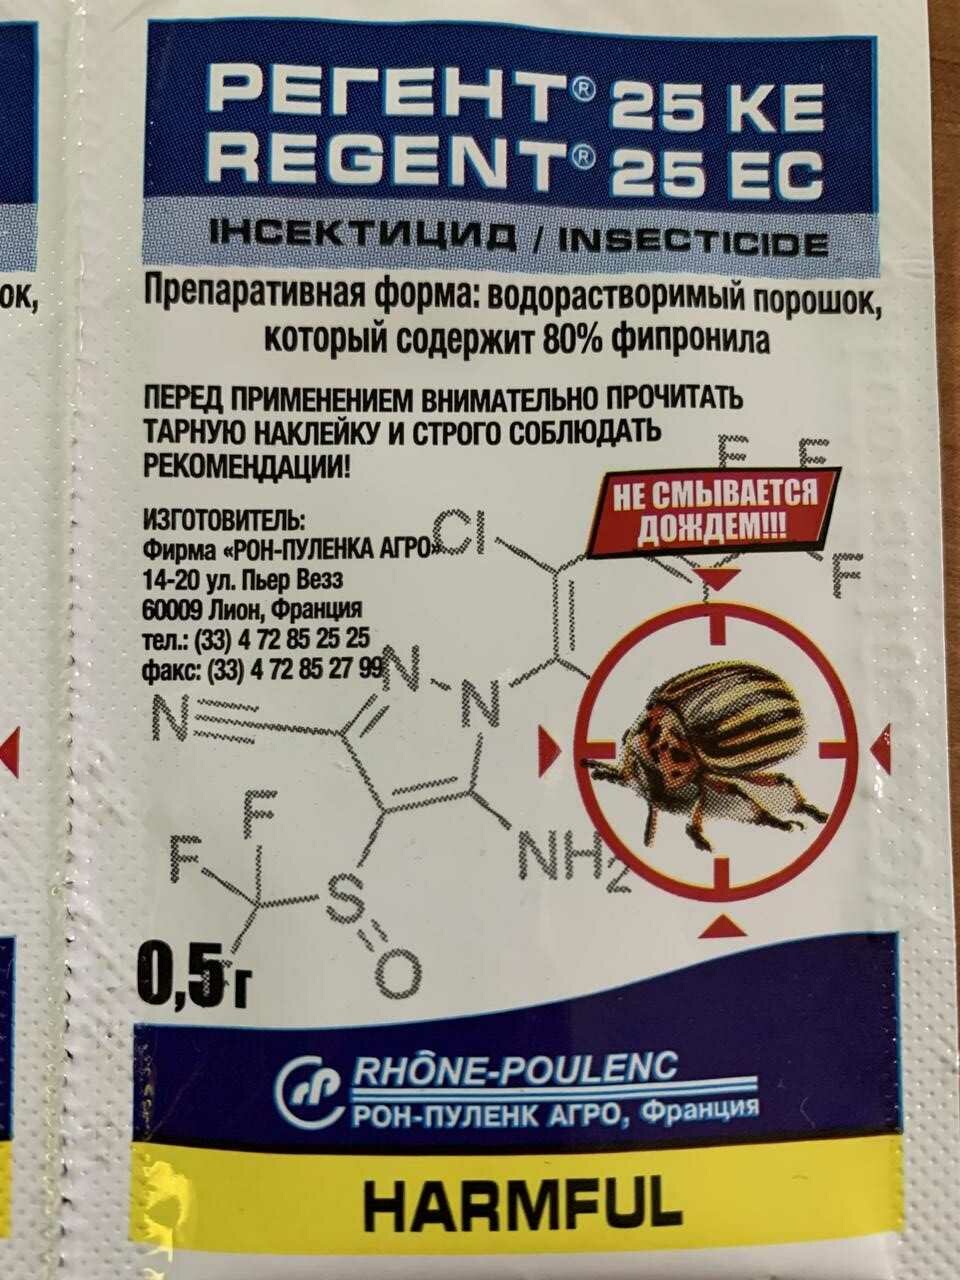 РЕГЕНТ® 25 КЕ
REGENT® 25 EC
ІНСЕКТИЦИД / INSECTICIDE
ок,
Препаративная форма: водорастворимый порошок,
который содержит 80% фипронила
ПЕРЕД ПРИМЕНЕНИЕМ ВНИМАТЕЛЬНО ПРОЧИТАТЬ
ТАРНУЮ НАКЛЕЙКУ И СТРОГО СОБЛЮДАТЬ
РЕКОМЕНДАЦИИ!
F F
НЕ СМЫВАЕТСЯ
ДОЖДЕМ!!!
F
ИЗГОТОВИТЕЛЬ:
Фирма «РОН-ПУЛЕНКА АГРО»
Cl
14-20 ул. Пьер Везз
60009 Лион, Франция
тел.: (33) 4 72 85 25 25
факс: (33) 4 72 85 27 99
N
N N
F
F
NH2
S
O
F
0,5 г
RHÔNE-POULENC
РОН-ПУЛЕНК АГРО, Франция
HARMFUL